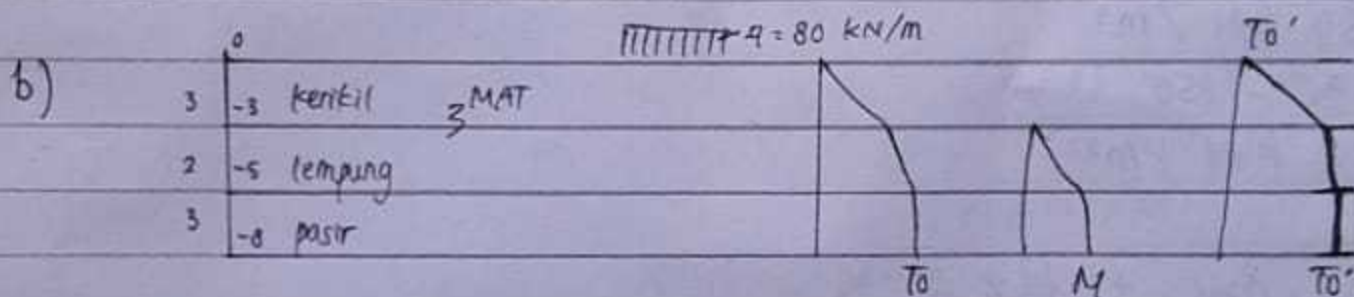 0
q = 80 kN/m
To'
b)
3 -3 kerikil MAT
2 -5 lempung
3 -8 pasir
To M To'